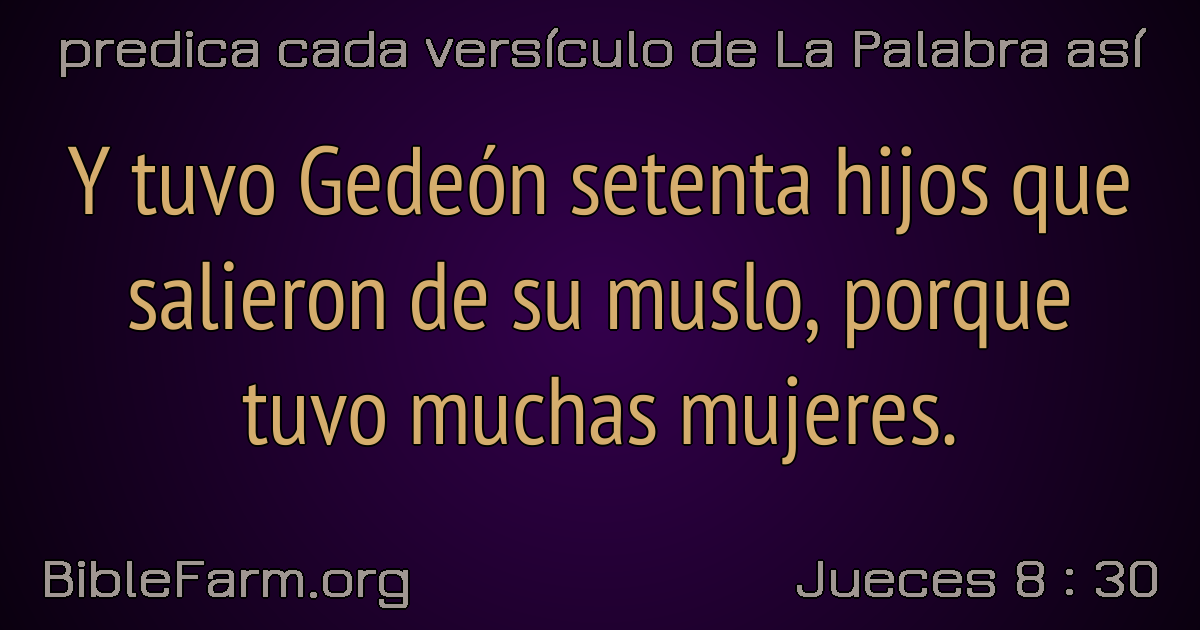 predica cada versículo de La Palabra así
Y tuvo Gedeón setenta hijos que
salieron de su muslo, porque
tuvo muchas mujeres.
BibleFarm.org
Jueces 8 : 30